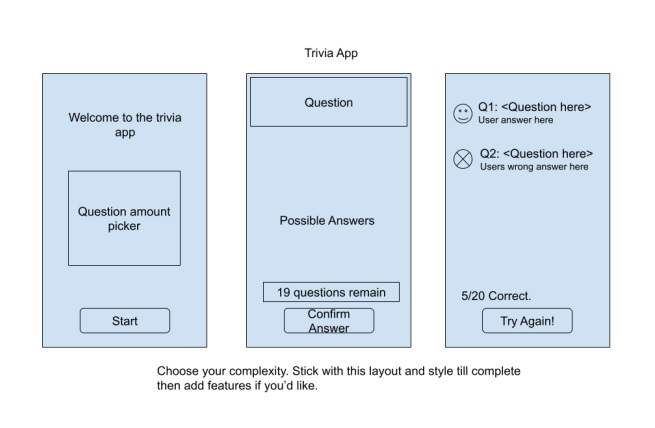 Trivia App
Welcome to the trivia
app
Question amount
picker
Start
Question
Possible Answers
19 questions remain
Confirm
Answer
Q1: <Question here>
User answer here
Q2: <Question here>
Users wrong answer here
5/20 Correct.
Try Again!
Choose your complexity. Stick with this layout and style till complete
then add features if you’d like.